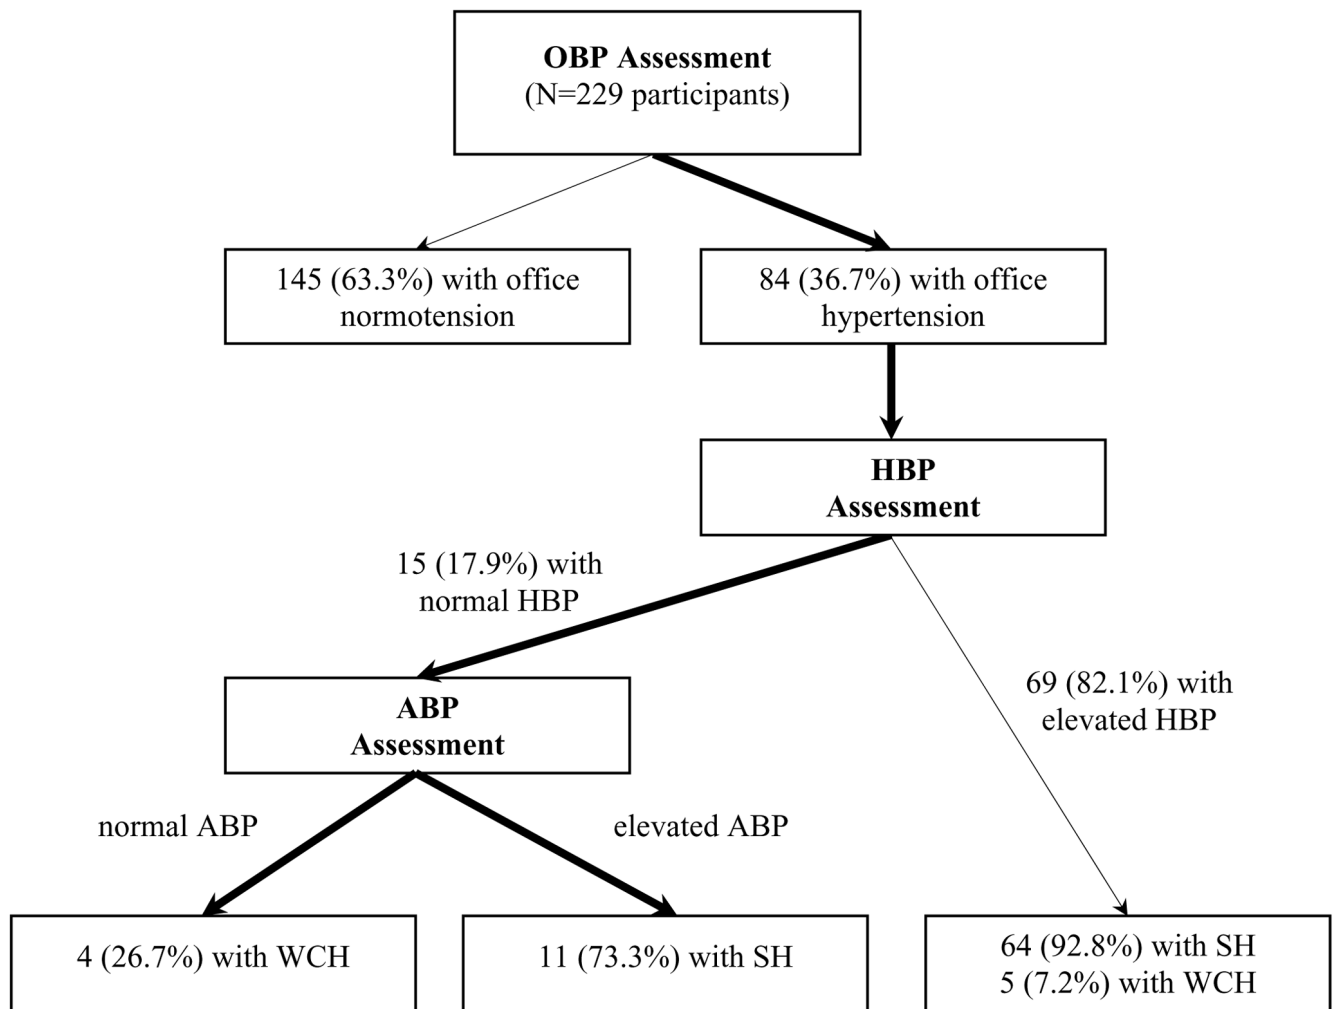 OBP Assessment
(N=229 participants)
145 (63.3%) with office
normotension
84 (36.7%) with office
hypertension
HBP
Assessment
15 (17.9%) with
normal HBP
69 (82.1%) with
elevated HBP
ABP
Assessment
normal ABP
elevated ABP
4 (26.7%) with WCH
11 (73.3%) with SH
64 (92.8%) with SH
5 (7.2%) with WCH